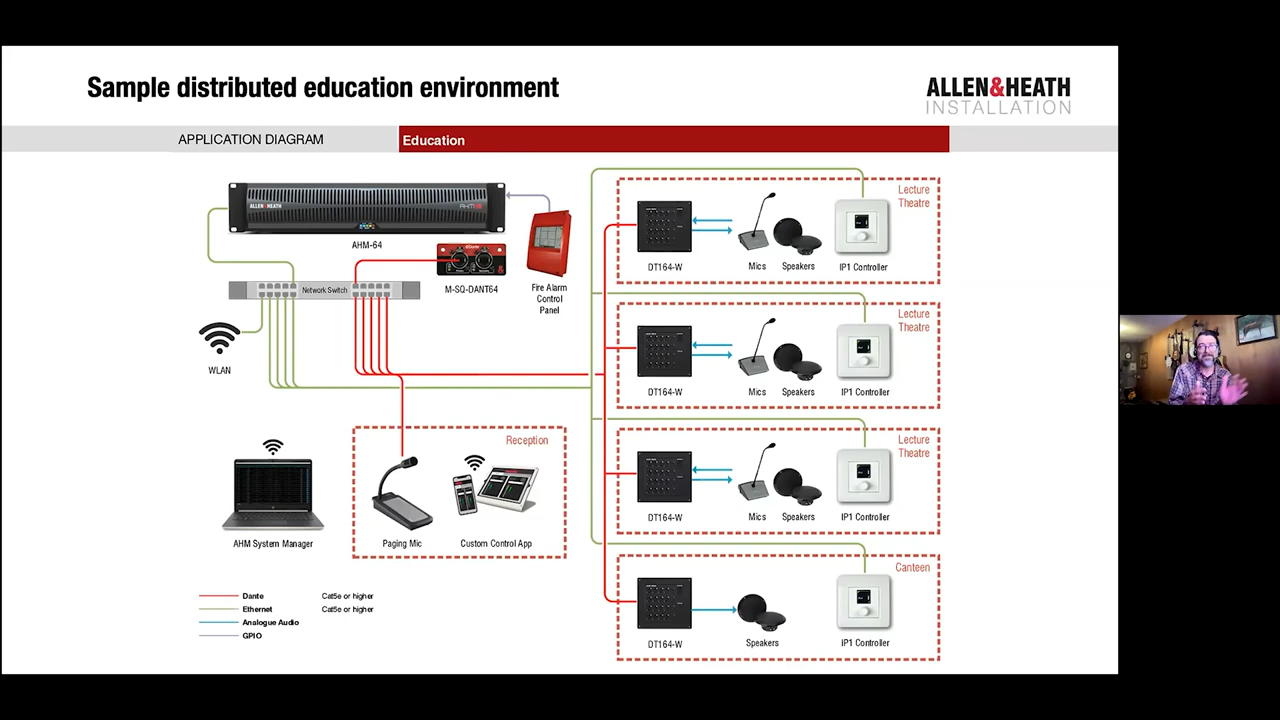 Sample distributed education environment
ALLEN&HEATH
INSTALLATION
APPLICATION DIAGRAM
Education
ALLEN&HEATH
AHM-64
Network Switch
M-SQ-DANT64
Fire Alarm
Control
Panel
WLAN
AHM System Manager
Reception
Paging Mic
Custom Control App
Lecture
Theatre
DT164-W
Mics
Speakers
IP1 Controller
Lecture
Theatre
DT164-W
Mics
Speakers
IP1 Controller
Lecture
Theatre
DT164-W
Mics
Speakers
IP1 Controller
Canteen
DT164-W
Speakers
IP1 Controller
Dante Cat5e or higher
Ethernet Cat5e or higher
Analogue Audio
GPIO